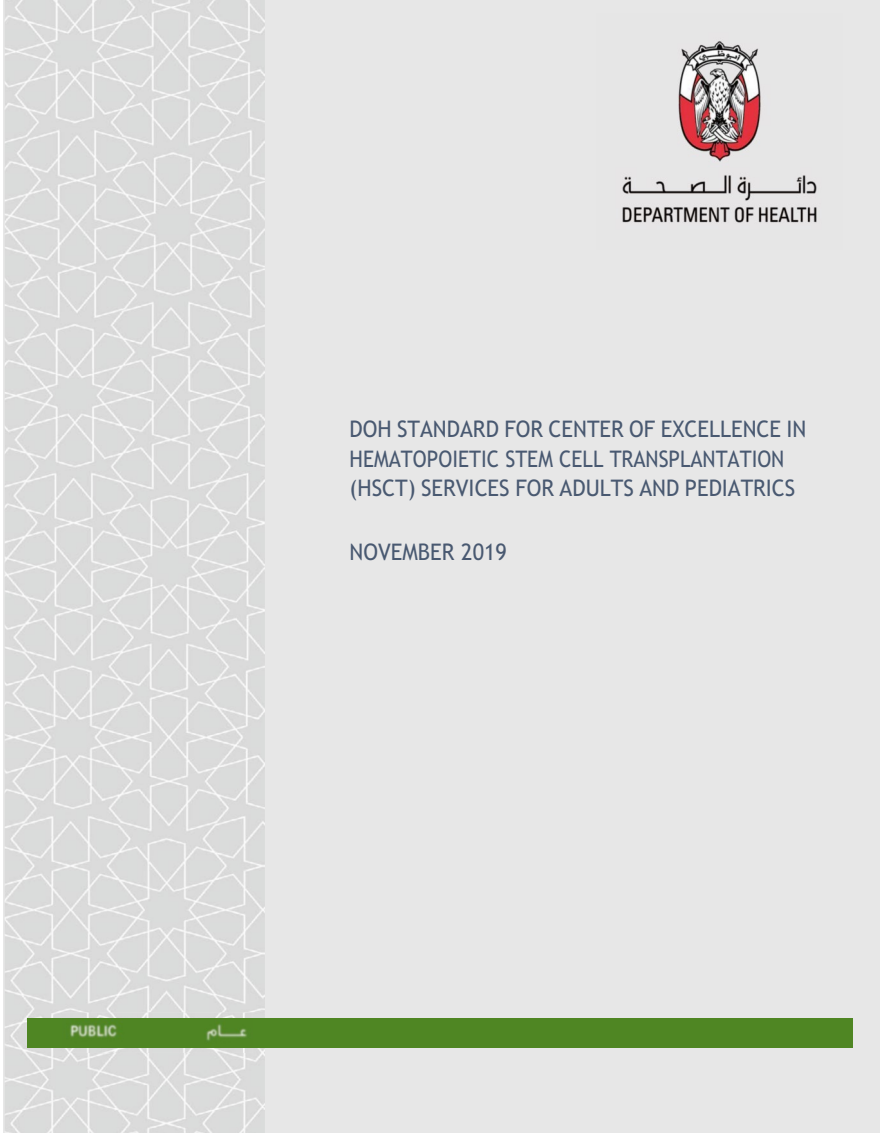 ابوظبي
دائـــــرة الـــصـــحـــة
DEPARTMENT OF HEALTH
DOH STANDARD FOR CENTER OF EXCELLENCE IN
HEMATOPOIETIC STEM CELL TRANSPLANTATION
(HSCT) SERVICES FOR ADULTS AND PEDIATRICS
NOVEMBER 2019
PUBLIC عـــام